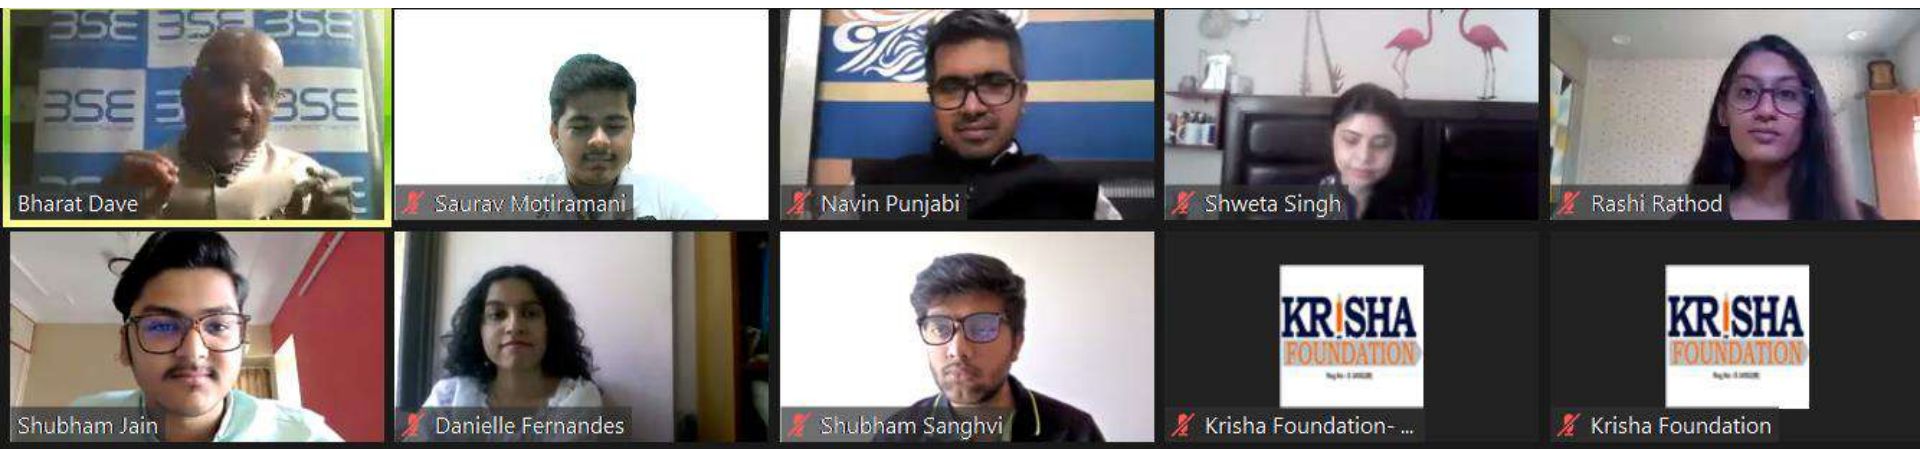 BSE BSE BSE
BSE BSE
Bharat Dave
Saurav Motiramani
Navin Punjabi
Shweta Singh
Rashi Rathod
Shubham Jain
Danielle Fernandes
Shubham Sanghvi
KRISHA
FOUNDATION
Krisha Foundation- ...
KRISHA
FOUNDATION
Krisha Foundation